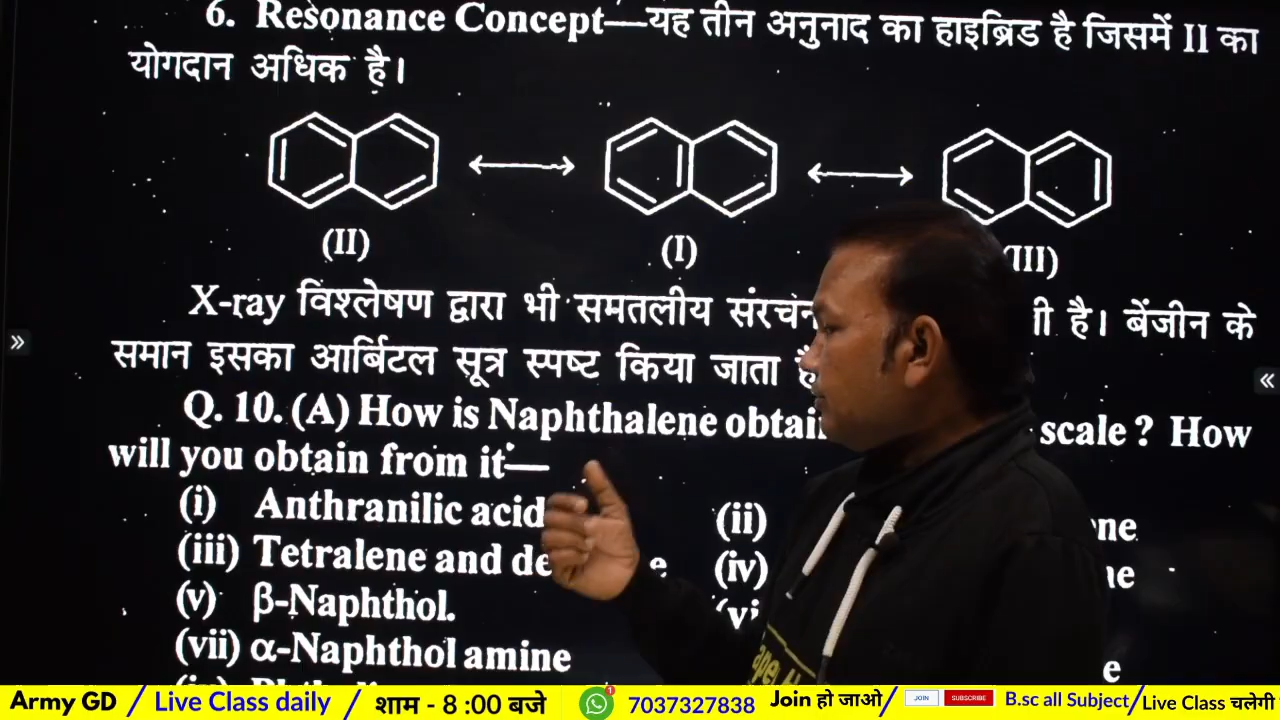 6. Resonance Concept—यह तीन अनुनाद का हाइब्रिड है जिसमें II का
योगदान अधिक है।
(II) (I) (III)
X-ray विश्लेषण द्वारा भी समतलीय है। बेंजीन के
समान इसका आर्बिटल सूत्र स्पष्ट किया जाता
Q. 10. (A) How is Naphthalene scale ? How
will you obtain from it—
(i) Anthranilic acid (ii)
(iii) Tetralene and (iv)
(v) β-Naphthol.
(vii) α-Naphthol amine
Army GD / Live Class daily / शाम - 8 :00 बजे 1 7037327838 Join हो जाओ/ JOIN SUBSCRIBE B.sc all Subject/Live Class चलेगी